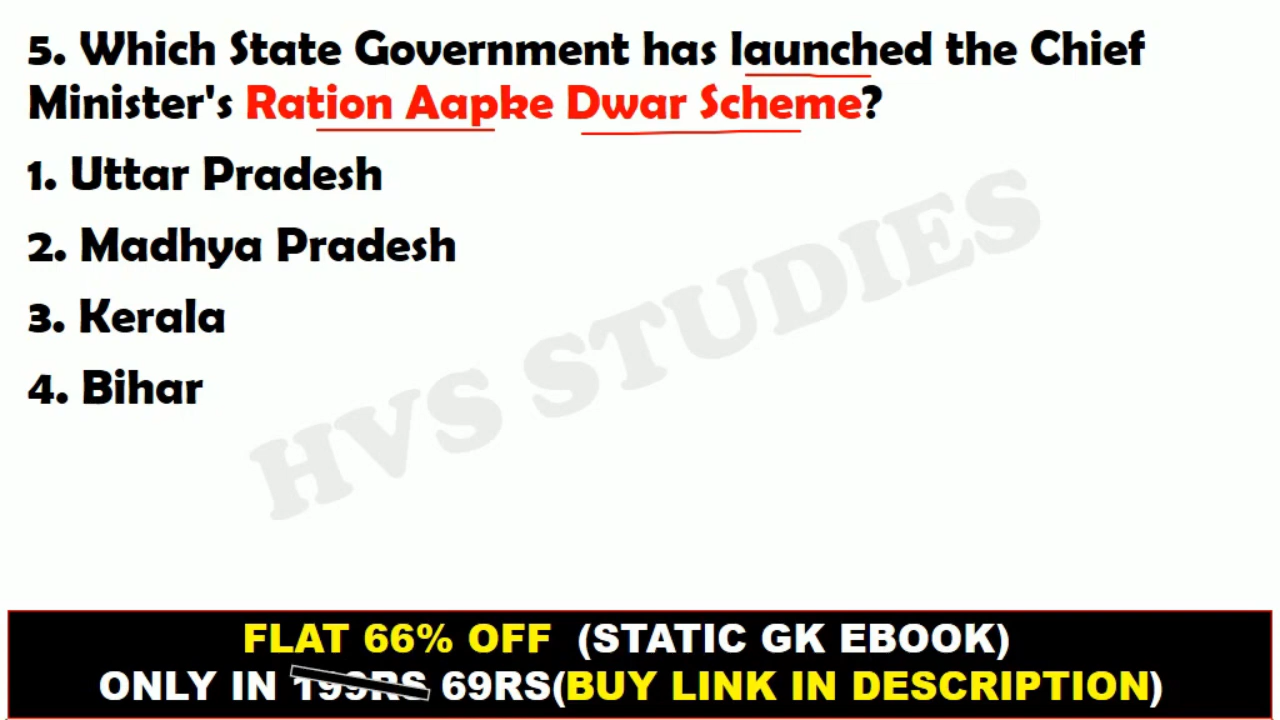 5. Which State Government has launched the Chief
Minister's Ration Aapke Dwar Scheme?
1. Uttar Pradesh
2. Madhya Pradesh
3. Kerala
4. Bihar
HVS STUDIES
FLAT 66% OFF (STATIC GK EBOOK)
ONLY IN 199RS 69RS(BUY LINK IN DESCRIPTION)